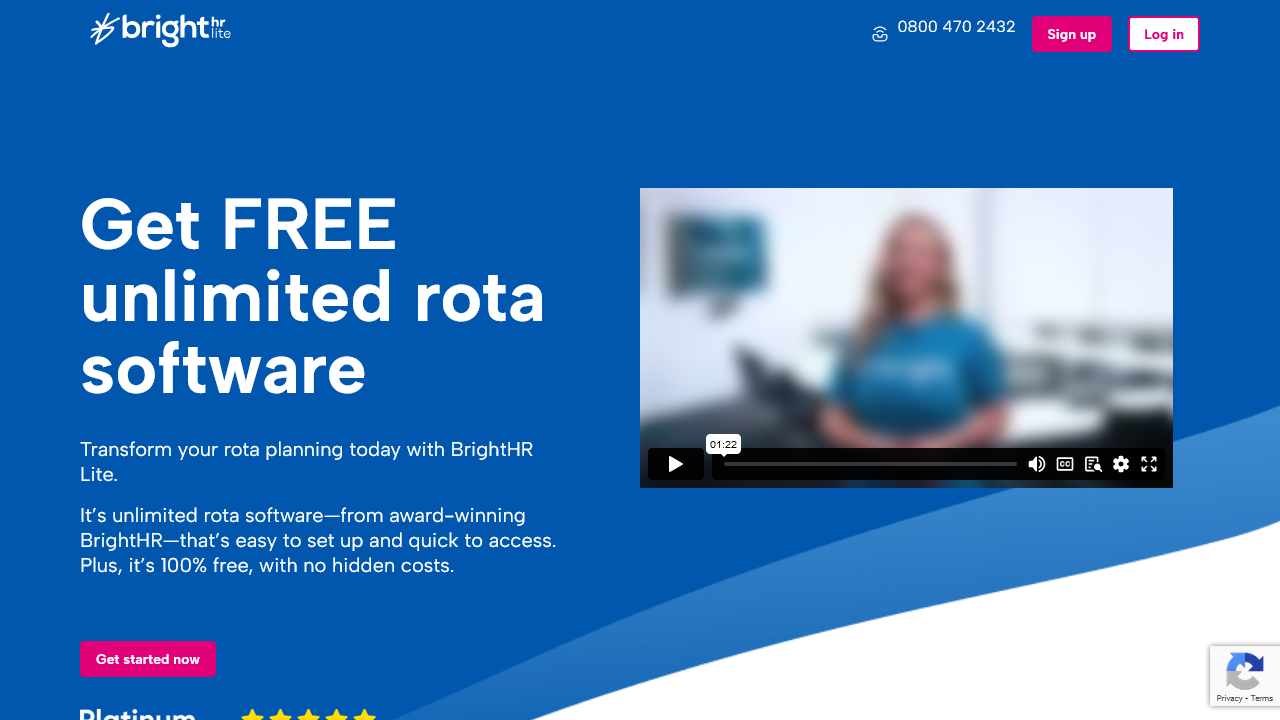 bright hr lite
0800 470 2432
Sign up
Log in
Get FREE
unlimited rota
software
Transform your rota planning today with BrightHR
Lite.
It's unlimited rota software—from award-winning
BrightHR—that's easy to set up and quick to access.
Plus, it's 100% free, with no hidden costs.
01:22
CC
Get started now
Platinum
Privacy - Terms